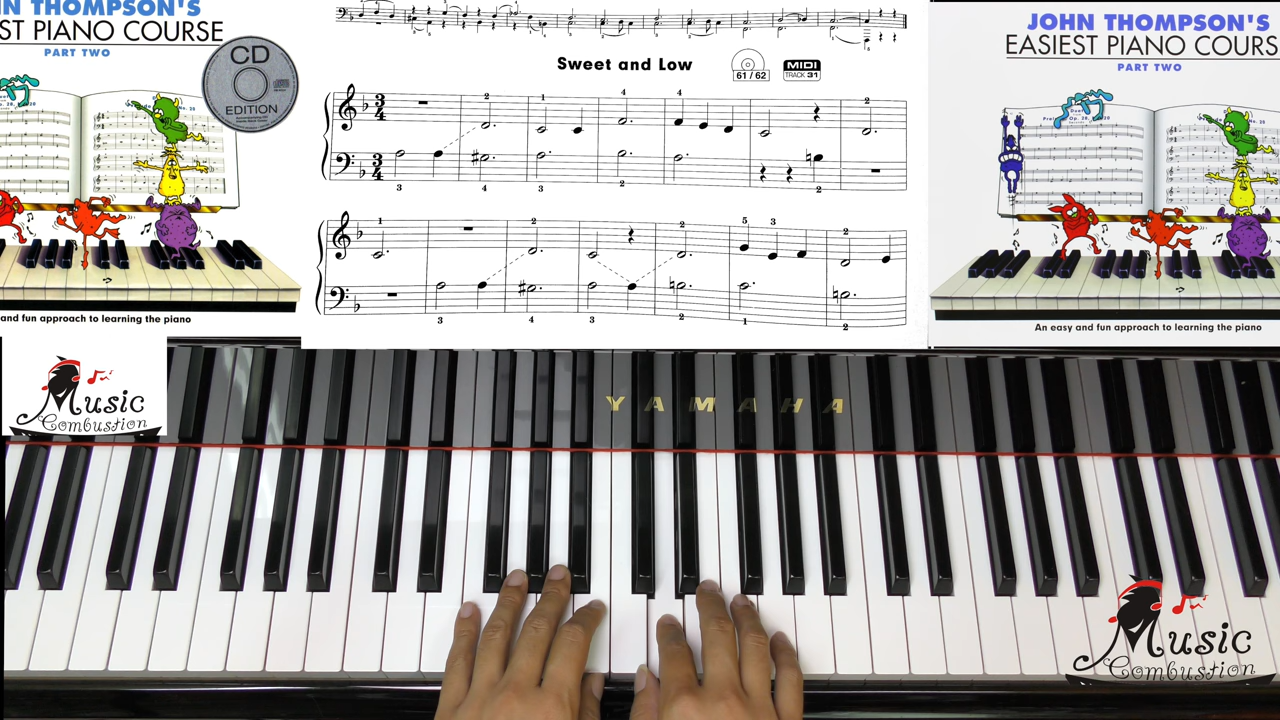 N THOMPSON'S
ST PIANO COURSE
PART TWO
CD
EDITION
and fun approach to learning the piano
Sweet and Low
61 / 62
MIDI
TRACK 31
JOHN THOMPSON'S
EASIEST PIANO COURS
PART TWO
An easy and fun approach to learning the piano
Music
Combustion
YAMAHA
Music
Combustion